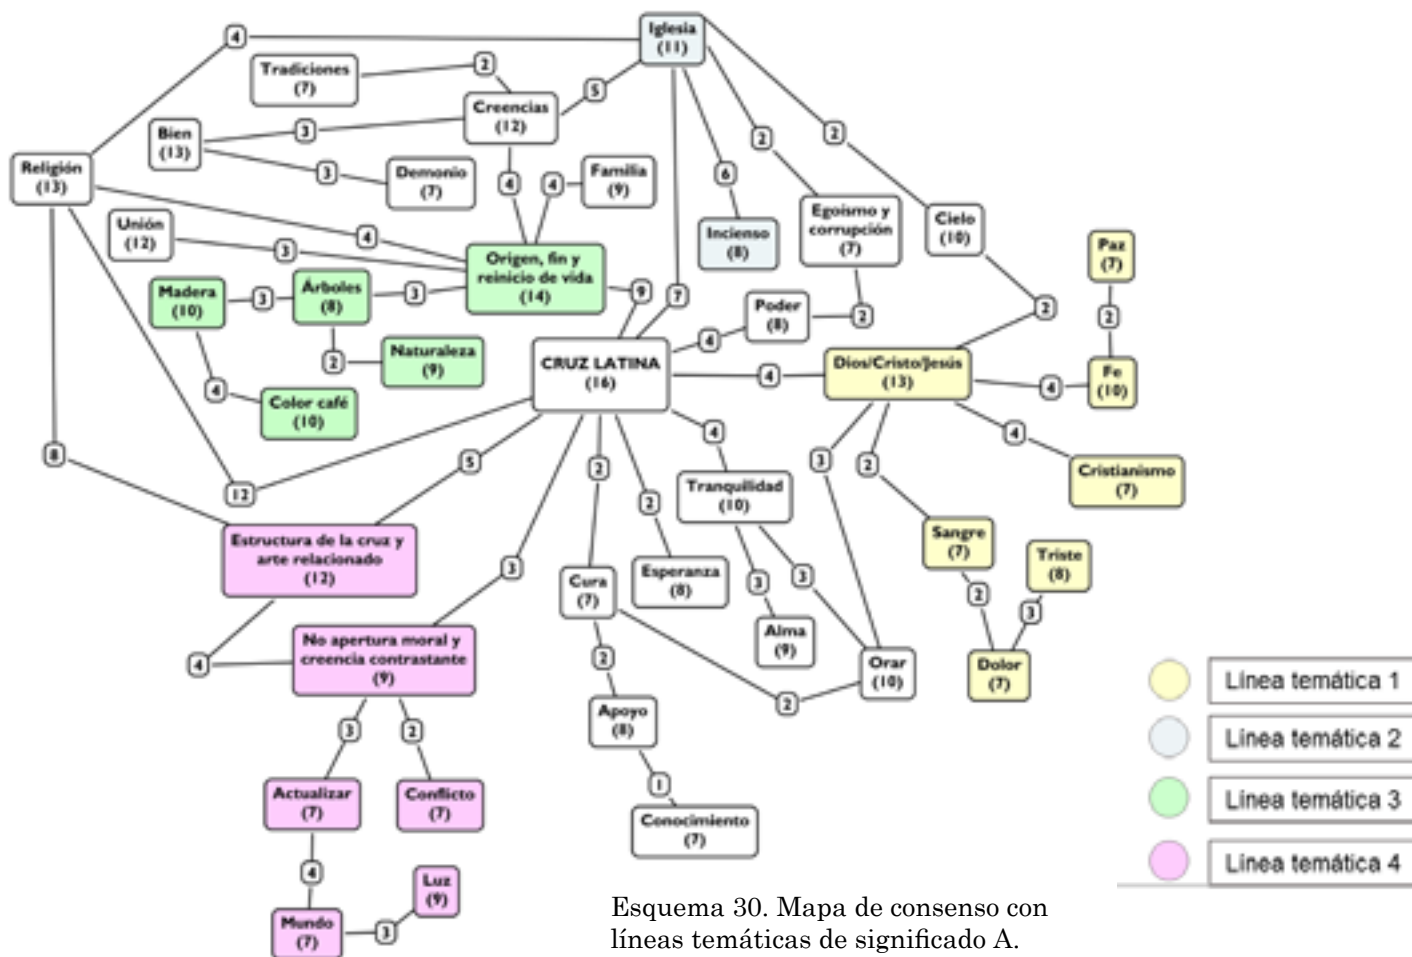 4
Iglesia
(11)
Tradiciones
(7)
2
5
Creencias
(12)
Bien
(13)
3
2
2
Religión
(13)
3
Demonio
(7)
4
4
Familia
(9)
6
Unión
(12)
4
3
Incienso
(8)
Egoismo y
corrupción
(7)
Cielo
(10)
Paz
(7)
Origen, fin y
reinicio de vida
(14)
Madera
(10)
3
Árboles
(8)
3
9
7
Poder
(8)
2
2
2
4
2
Naturaleza
(9)
CRUZ LATINA
(16)
4
Dios/Cristo/Jesús
(13)
4
Fe
(10)
4
Color café
(10)
8
12
5
2
4
3
2
4
Cristianismo
(7)
2
Tranquilidad
(10)
Estructura de la cruz y
arte relacionado
(12)
3
Cura
(7)
Esperanza
(8)
3
3
Sangre
(7)
Triste
(8)
2
3
No apertura moral y
creencia contrastante
(9)
4
2
Alma
(9)
Orar
(10)
Dolor
(7)
2
3
2
Apoyo
(8)
Actualizar
(7)
Conflicto
(7)
1
Conocimiento
(7)
4
Luz
(9)
Mundo
(7)
3
Línea temática 1
Línea temática 2
Línea temática 3
Línea temática 4
Esquema 30. Mapa de consenso con
líneas temáticas de significado A.